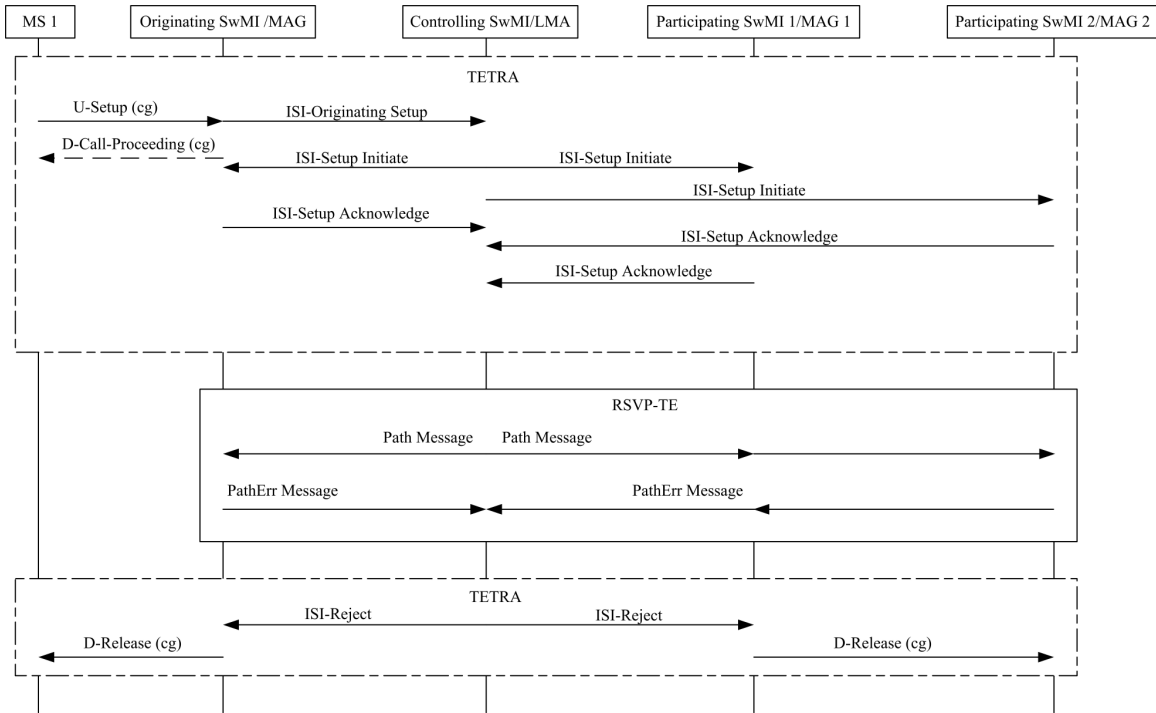 MS 1
Originating SwMI /MAG
Controlling SwMI/LMA
Participating SwMI 1/MAG 1
Participating SwMI 2/MAG 2
TETRA
U-Setup (cg)
ISI-Originating Setup
D-Call-Proceeding (cg)
ISI-Setup Initiate
ISI-Setup Initiate
ISI-Setup Initiate
ISI-Setup Acknowledge
ISI-Setup Acknowledge
ISI-Setup Acknowledge
RSVP-TE
Path Message
Path Message
PathErr Message
PathErr Message
TETRA
ISI-Reject
ISI-Reject
D-Release (cg)
D-Release (cg)